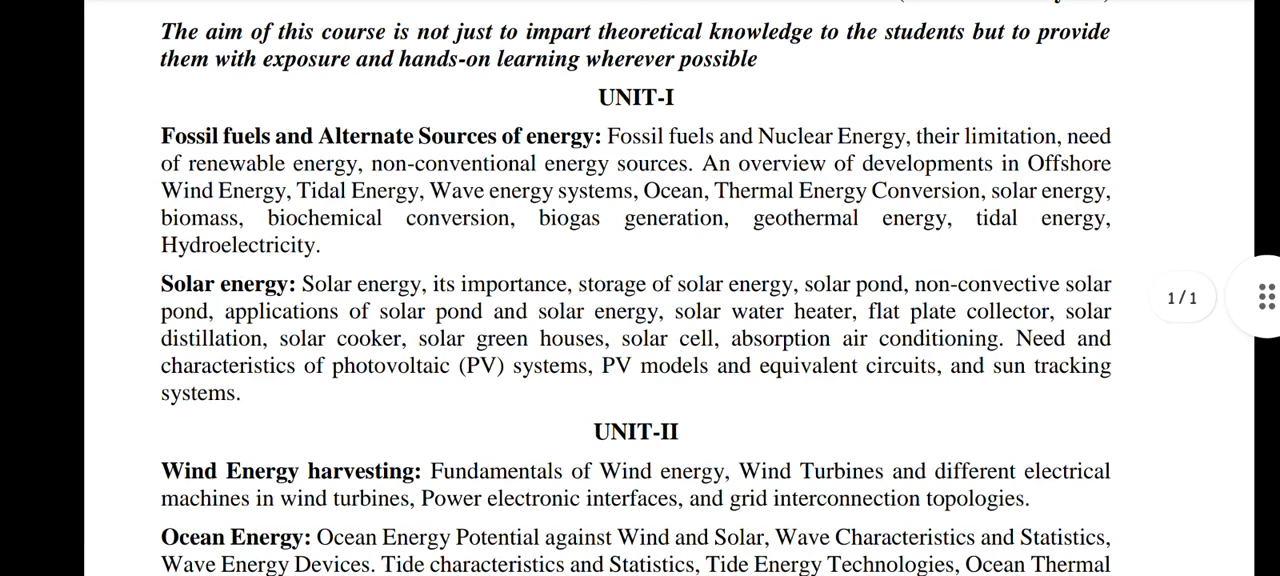 The aim of this course is not just to impart theoretical knowledge to the students but to provide
them with exposure and hands-on learning wherever possible
UNIT-I
Fossil fuels and Alternate Sources of energy: Fossil fuels and Nuclear Energy, their limitation, need
of renewable energy, non-conventional energy sources. An overview of developments in Offshore
Wind Energy, Tidal Energy, Wave energy systems, Ocean, Thermal Energy Conversion, solar energy,
biomass, biochemical conversion, biogas generation, geothermal energy, tidal energy,
Hydroelectricity.
Solar energy: Solar energy, its importance, storage of solar energy, solar pond, non-convective solar
pond, applications of solar pond and solar energy, solar water heater, flat plate collector, solar
distillation, solar cooker, solar green houses, solar cell, absorption air conditioning. Need and
characteristics of photovoltaic (PV) systems, PV models and equivalent circuits, and sun tracking
systems.
1/1
UNIT-II
Wind Energy harvesting: Fundamentals of Wind energy, Wind Turbines and different electrical
machines in wind turbines, Power electronic interfaces, and grid interconnection topologies.
Ocean Energy: Ocean Energy Potential against Wind and Solar, Wave Characteristics and Statistics,
Wave Energy Devices. Tide characteristics and Statistics, Tide Energy Technologies, Ocean Thermal